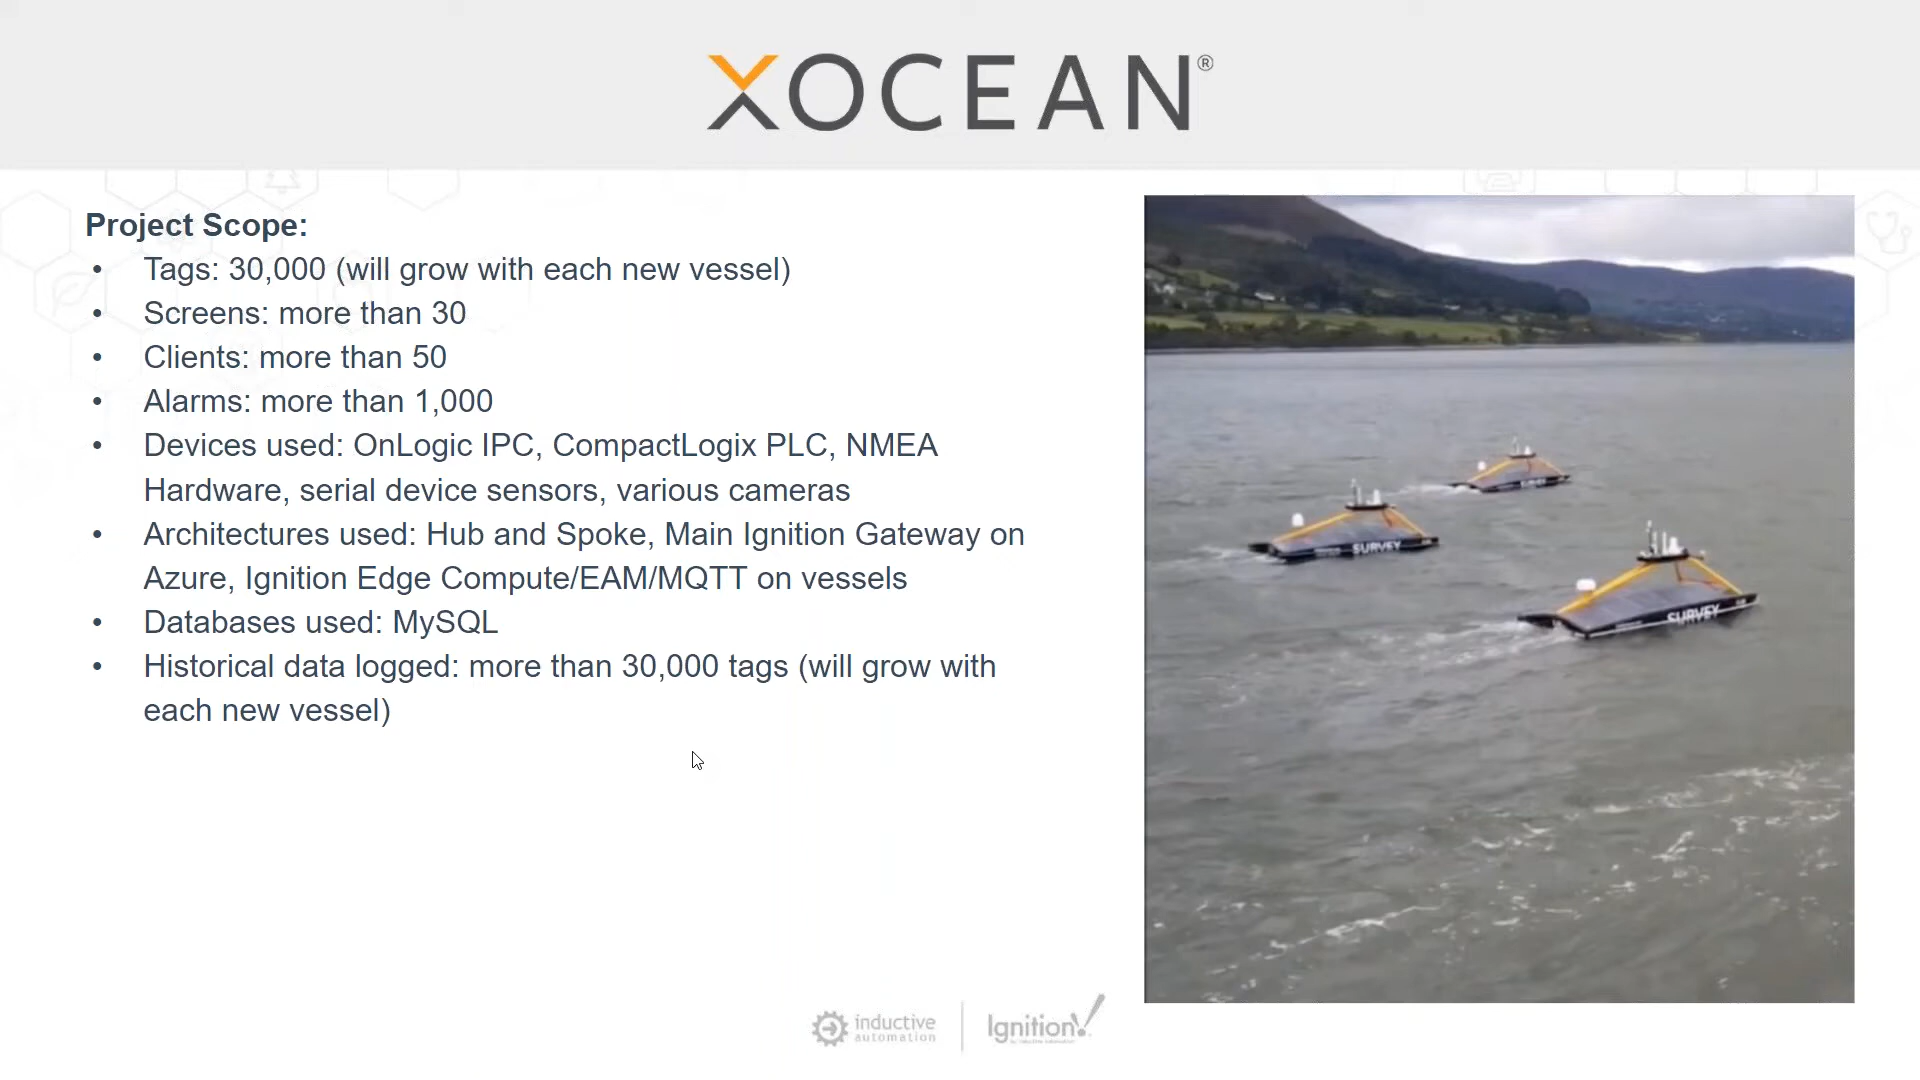 XOCEAN®
Project Scope:
• Tags: 30,000 (will grow with each new vessel)
• Screens: more than 30
• Clients: more than 50
• Alarms: more than 1,000
• Devices used: OnLogic IPC, CompactLogix PLC, NMEA
Hardware, serial device sensors, various cameras
• Architectures used: Hub and Spoke, Main Ignition Gateway on
Azure, Ignition Edge Compute/EAM/MQTT on vessels
• Databases used: MySQL
• Historical data logged: more than 30,000 tags (will grow with
each new vessel)
SURVEY
SURVEY
inductive
automation
Ignition!
by inductive automation